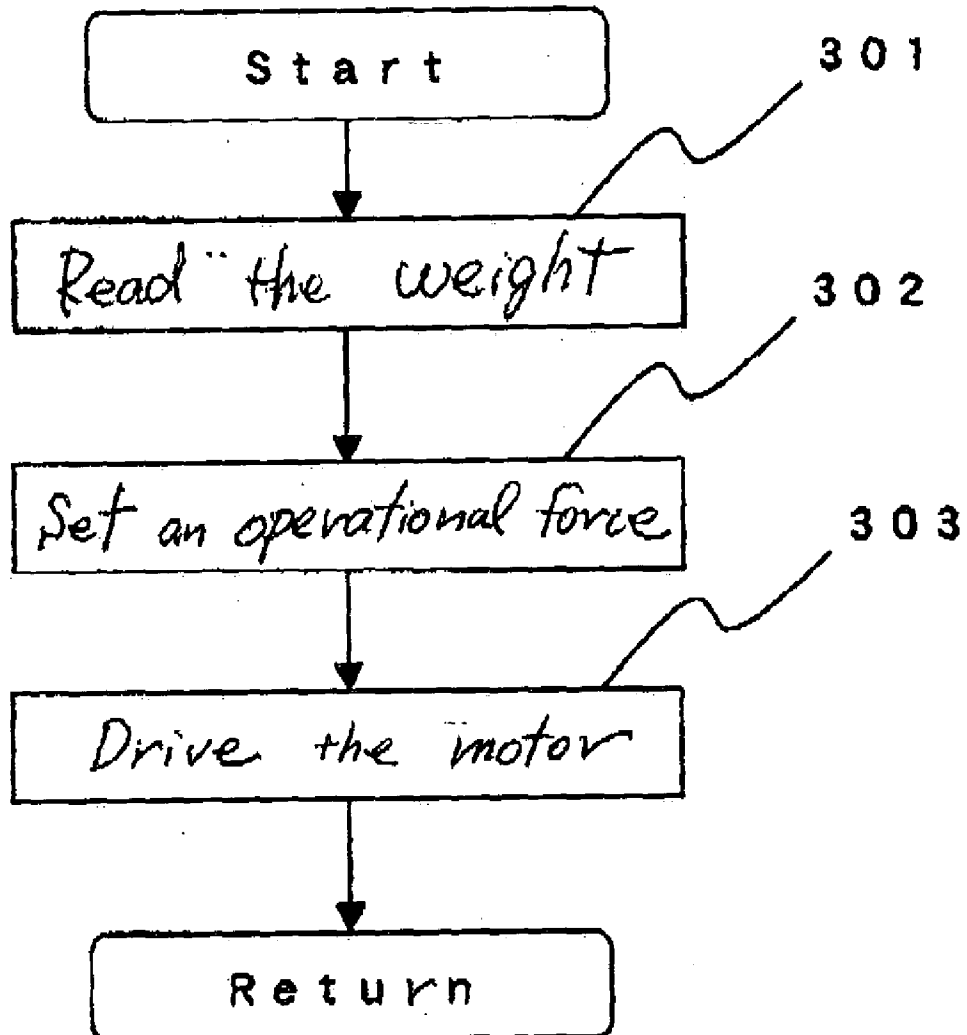 Start
301
Read the weight
302
Set an operational force
303
Drive the motor
Return